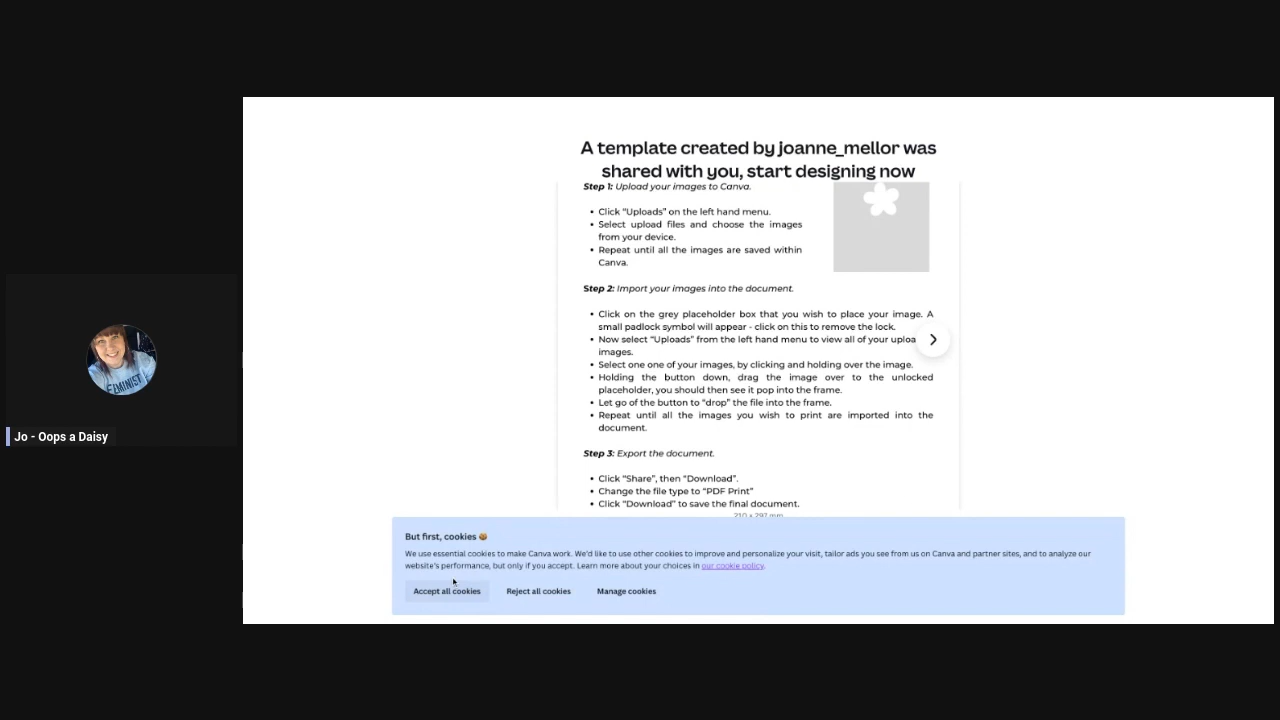 A template created by joanne_mellor was
shared with you, start designing now
Step 1: Upload your images to Canva.
• Click “Uploads” on the left hand menu.
• Select upload files and choose the images
from your device.
• Repeat until all the images are saved within
Canva.
Step 2: Import your images into the document.
• Click on the grey placeholder box that you wish to place your image. A
small padlock symbol will appear - click on this to remove the lock.
• Now select “Uploads” from the left hand menu to view all of your
images.
• Select one one of your images, by clicking and holding over the image.
• Holding the button down, drag the image over to the unlocked
placeholder, you should then see it pop into the frame.
• Let go of the button to “drop” the file into the frame.
• Repeat until all the images you wish to print are imported into the
document.
Step 3: Export the document.
• Click “Share”, then “Download”.
• Change the file type to “PDF Print”
• Click “Download” to save the final document.
210 x 297 mm
But first, cookies 🍪
We use essential cookies to make Canva work. We'd like to use other cookies to improve and personalize your visit, tailor ads you see from us on Canva and partner sites, and to analyze our
website's performance, but only if you accept. Learn more about your choices in our cookie policy.
Accept all cookies Reject all cookies Manage cookies
FEMINIST
Jo - Oops a Daisy